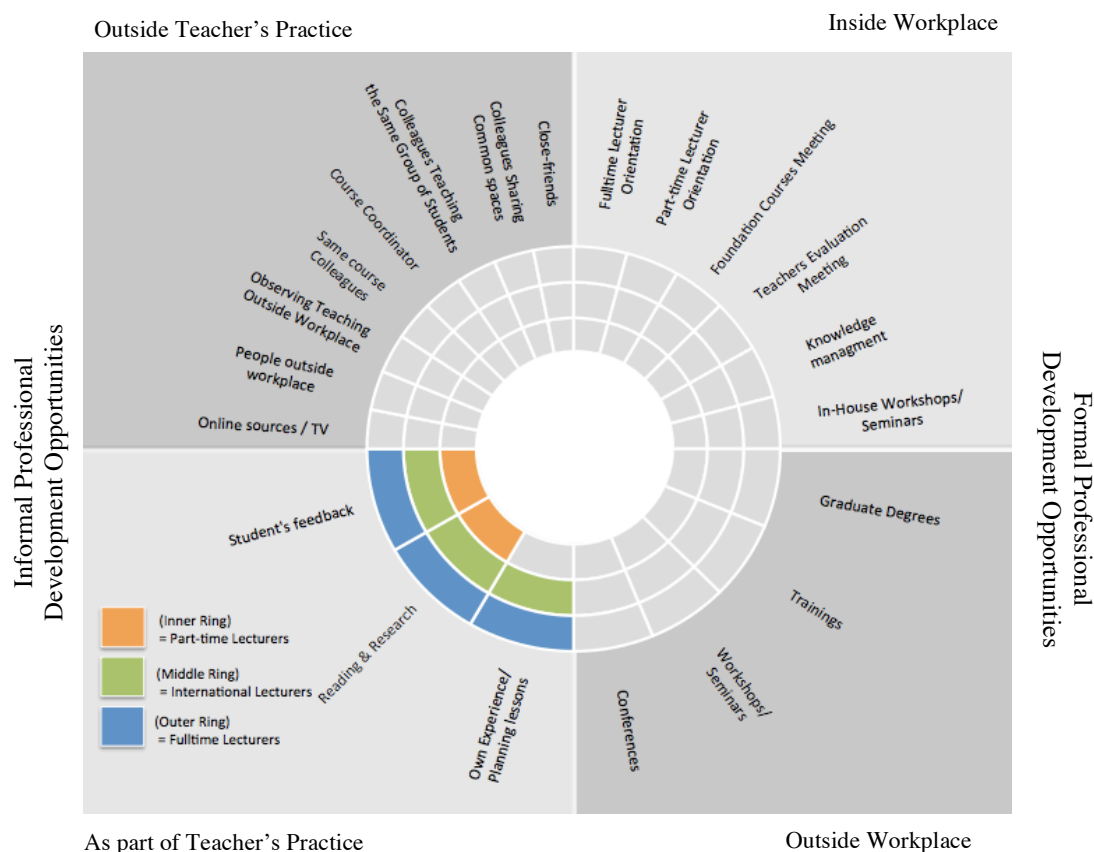 Outside Teacher’s Practice
Inside Workplace
Informal Professional
Development Opportunities
Formal Professional
Development Opportunities
Close-friends
Colleagues Sharing
Common spaces
Colleagues Teaching
the Same Group of Students
Course Coordinator
Same course
Colleagues
Observing Teaching
Outside Workplace
People outside
workplace
Online sources / TV
Fulltime Lecturer
Orientation
Part-time Lecturer
Orientation
Foundation Courses Meeting
Teachers Evaluation
Meeting
Knowledge
managment
In-House Workshops/
Seminars
Student's feedback
Reading & Research
Own Experience/
Planning lessons
(Inner Ring)
= Part-time Lecturers
(Middle Ring)
= International Lecturers
(Outer Ring)
= Fulltime Lecturers
Graduate Degrees
Trainings
Workshops/
Seminars
Conferences
As part of Teacher’s Practice
Outside Workplace